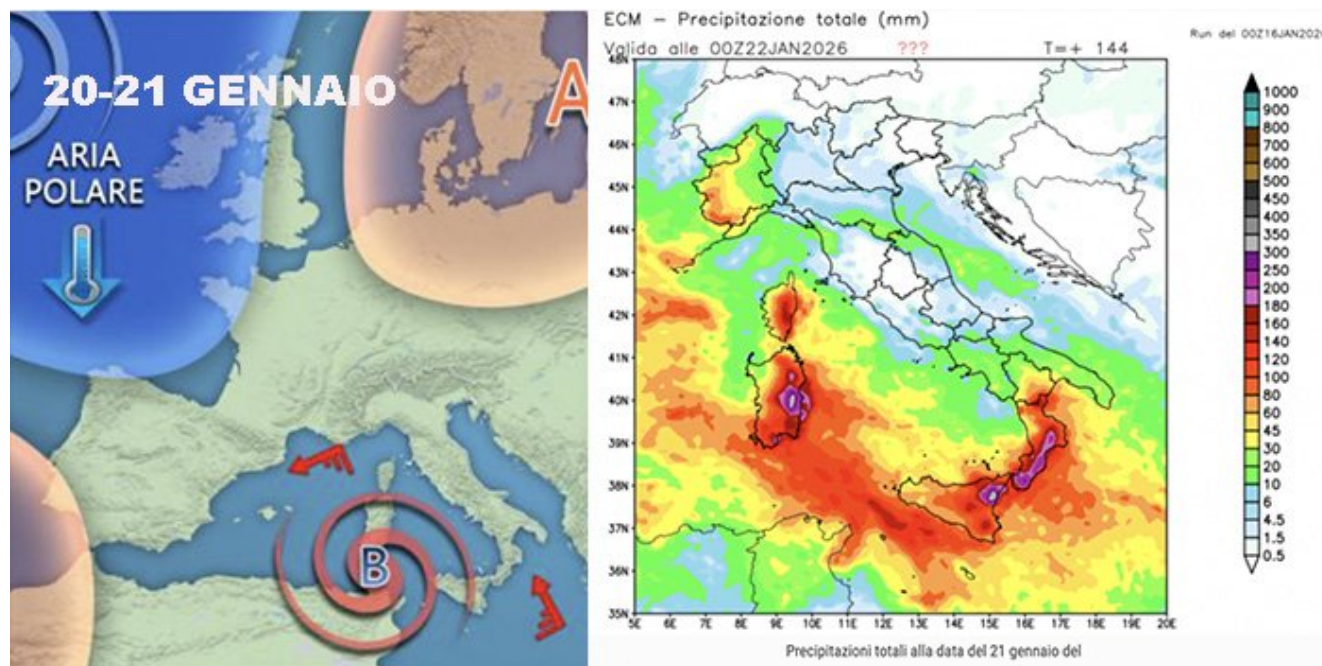 20-21 GENNAIO
ARIA
POLARE
A
B
ECM – Precipitazione totale (mm)
Valida alle 00Z22JAN2026 ??? T=+ 144
Run del 00Z16JAN202
48N
47N
46N
45N
44N
43N
42N
41N
40N
39N
38N
37N
36N
35N
5E 7E 8E 9E 10E 11E 12E 13E 14E 15E 16E 17E 18E 20E
1000
900
800
700
600
500
450
400
350
300
250
200
180
160
140
120
100
80
60
45
30
20
10
6
4.5
1.5
0.5
Precipitazioni totali alla data del 21 gennaio del